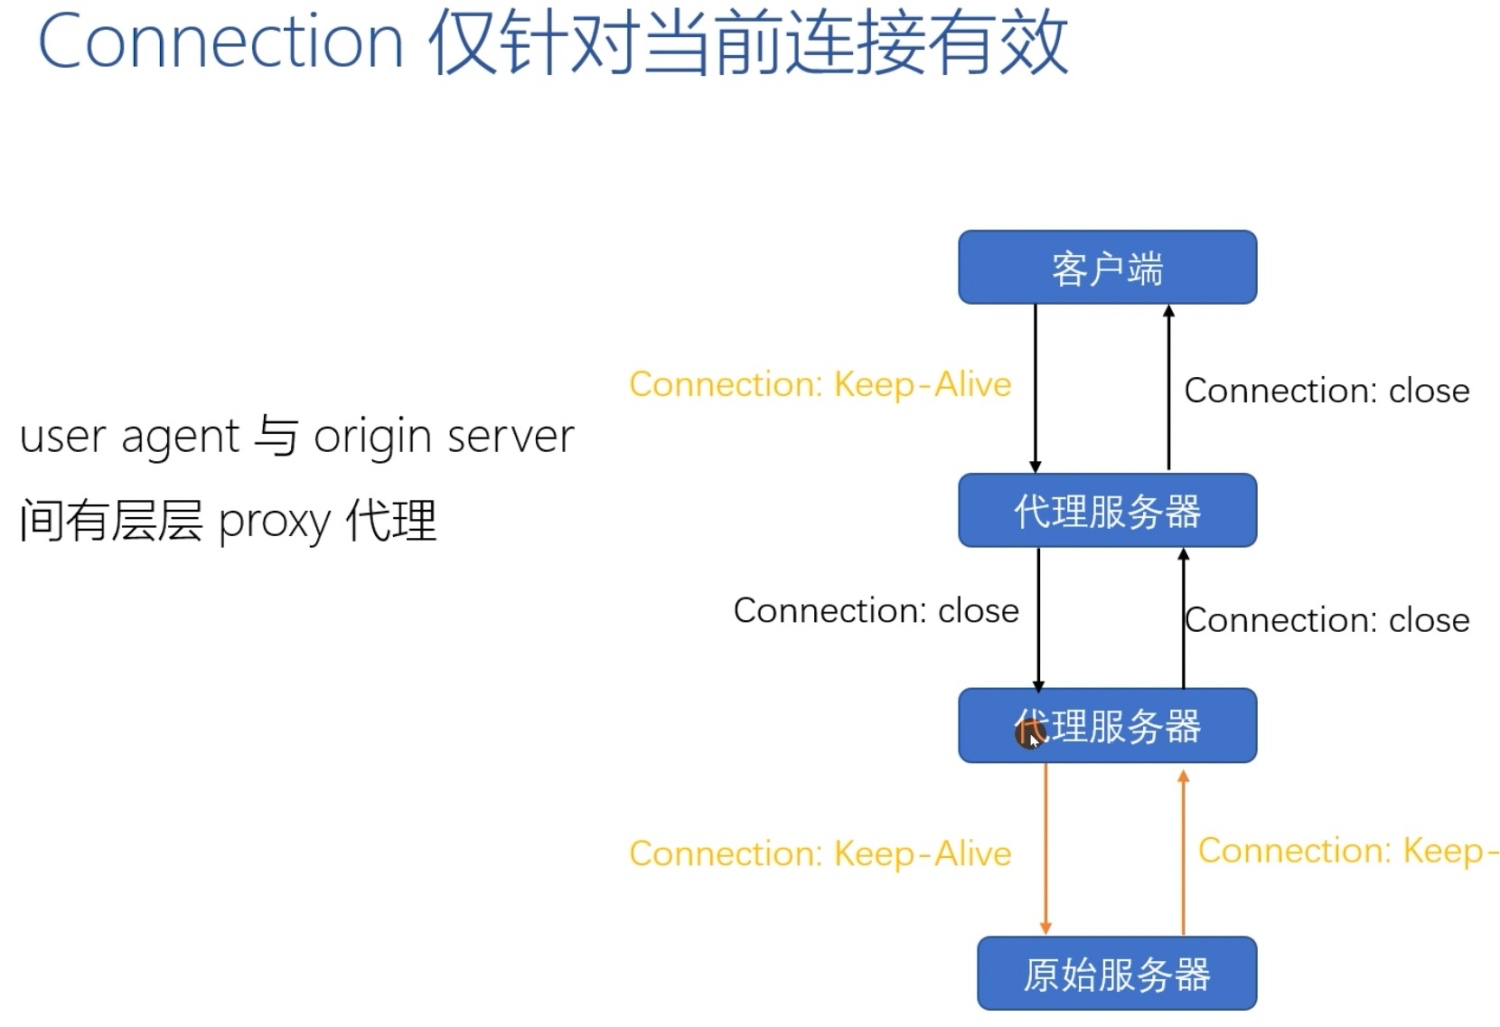 Connection 仅针对当前连接有效
客户端
Connection: Keep-Alive
Connection: close
user agent 与 origin server
间有层层 proxy 代理
代理服务器
Connection: close
Connection: close
代理服务器
Connection: Keep-Alive
Connection: Keep-
原始服务器